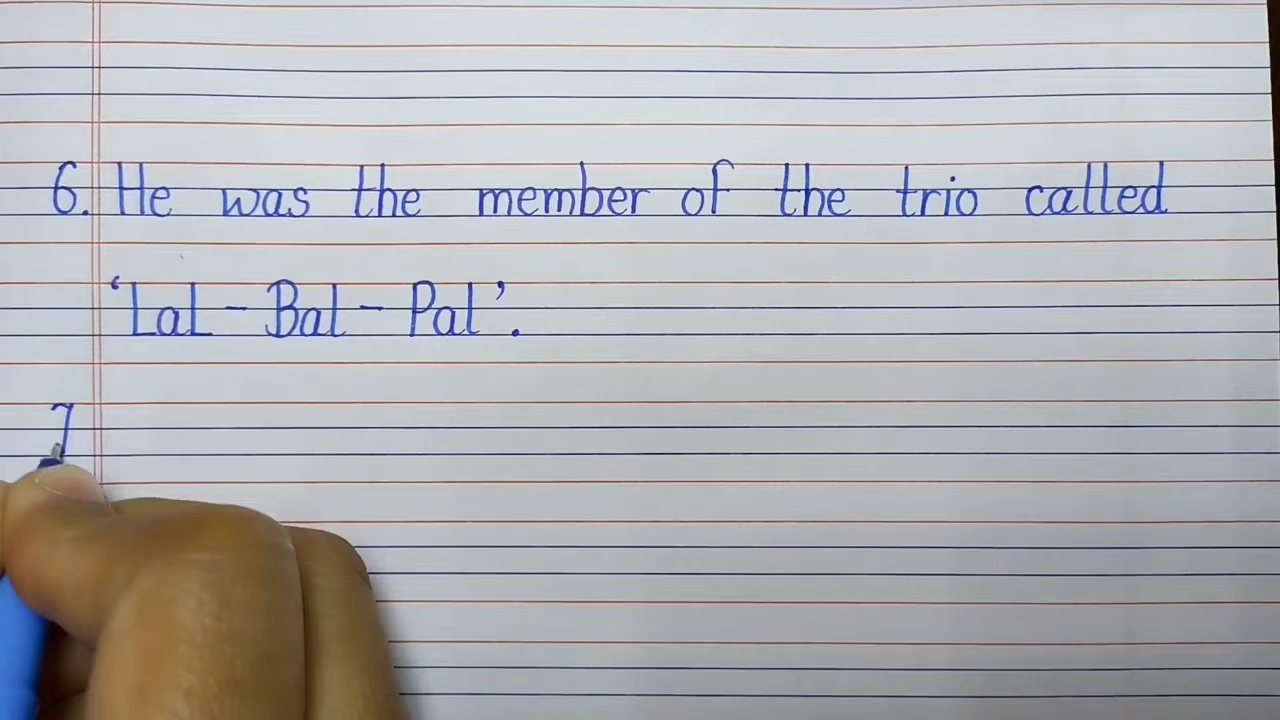 6. He was the member of the trio called
‘Lal - Bal - Pal’.
7